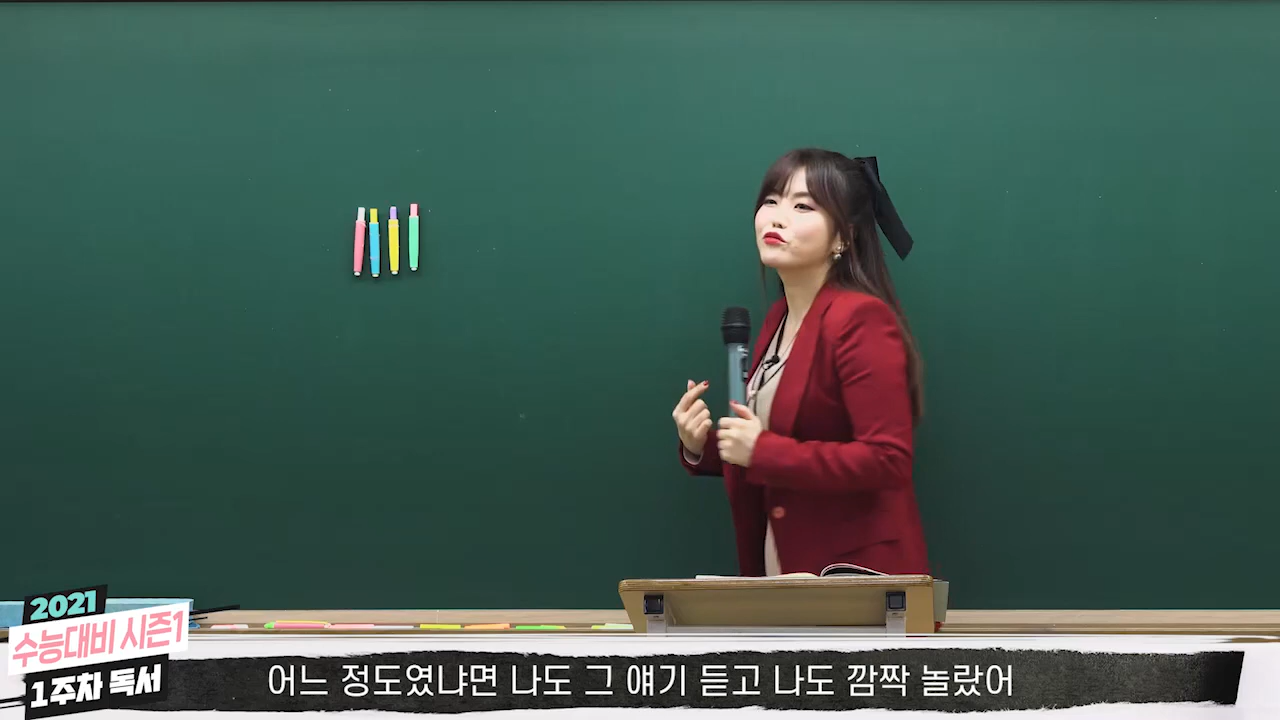 2021
수능대비 시즌1
1주차 독서
어느 정도였냐면 나도 그 얘기 듣고 나도 깜짝 놀랐어